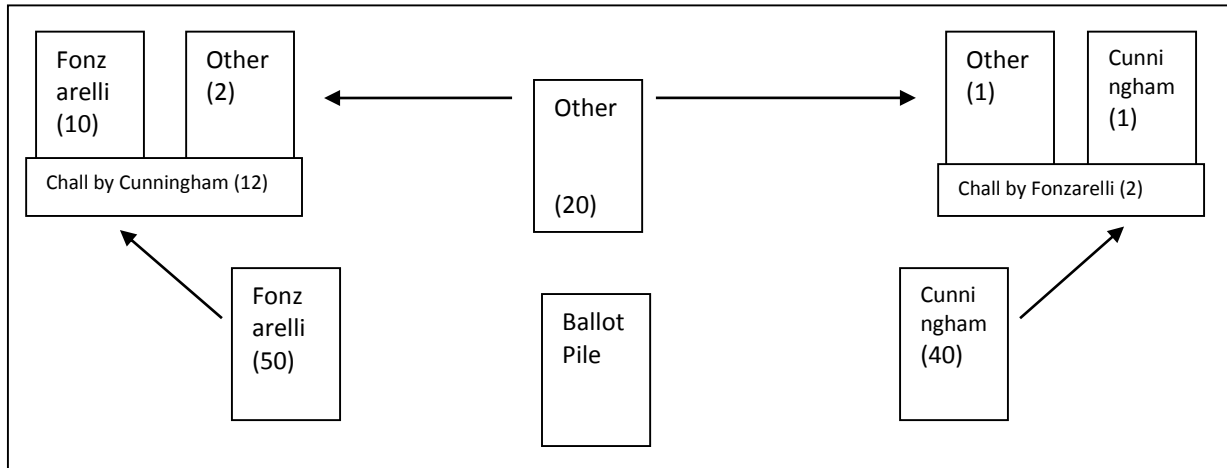 Fonz
arelli
(10)
Other
(2)
Chall by Cunningham (12)
Other
(20)
Other
(1)
Cunni
ngham
(1)
Chall by Fonzarelli (2)
Fonz
arelli
(50)
Ballot
Pile
Cunni
ngham
(40)